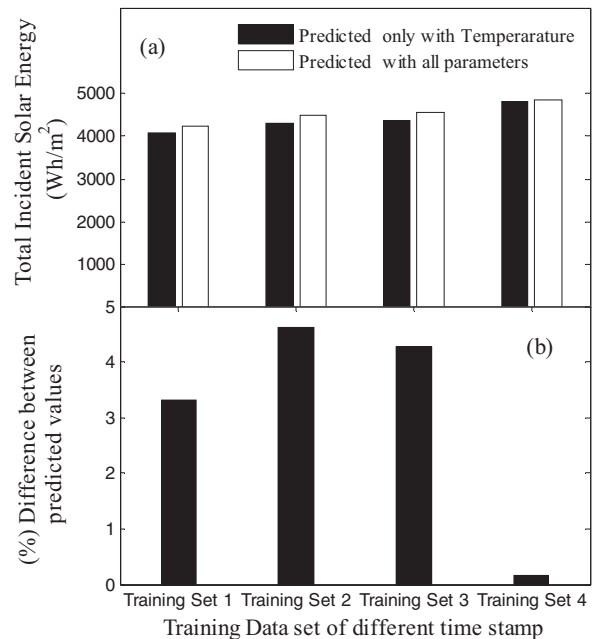 (a)
Predicted only with Temperarature
Predicted with all parameters
Total Incident Solar Energy
(Wh/m²)
5000
4000
3000
2000
1000
5
(b)
(%) Difference between
predicted values
4
3
2
1
0
Training Set 1 Training Set 2 Training Set 3 Training Set 4
Training Data set of different time stamp